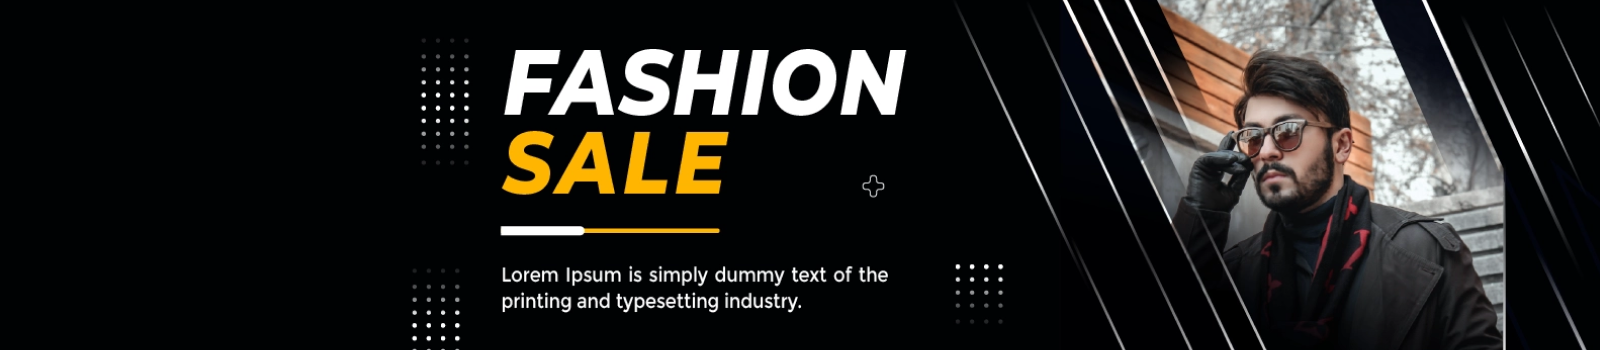 FASHION
SALE
Lorem Ipsum is simply dummy text of the
printing and typesetting industry.